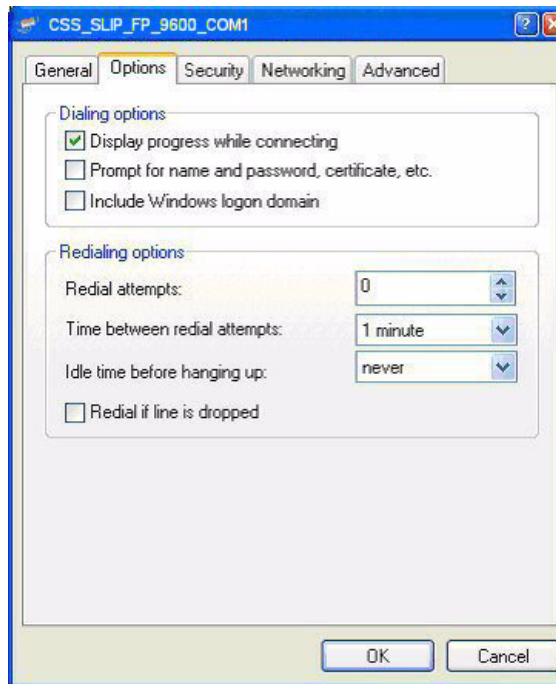 CSS_SLIP_FP_9600_COM1
General Options Security Networking Advanced
Dialing options
Display progress while connecting
Prompt for name and password, certificate, etc.
Include Windows logon domain
Redialing options
Redial attempts: 0
Time between redial attempts: 1 minute
Idle time before hanging up: never
Redial if line is dropped
OK Cancel